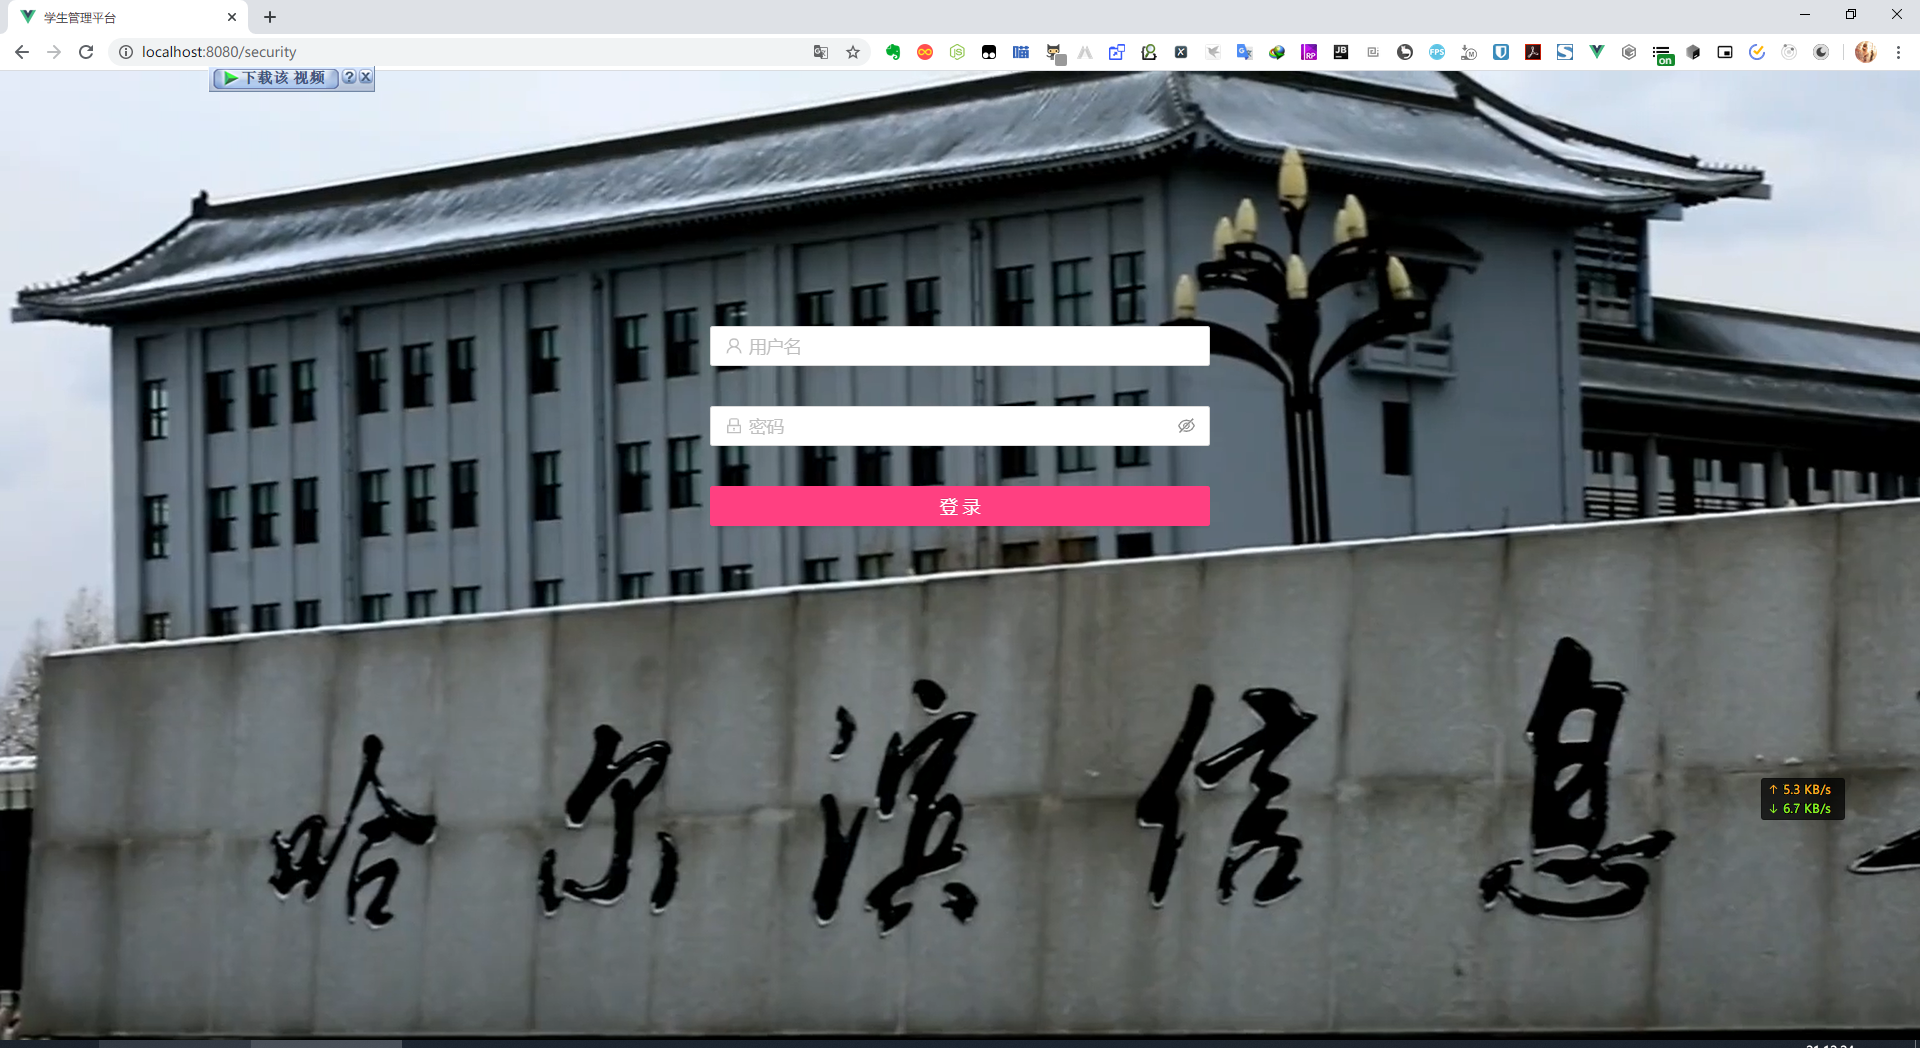 学生管理平台
localhost:8080/security
on
下载该 视频
用户名
密码
登录
哈尔滨信息
↑ 5.3 KB/s
↓ 6.7 KB/s